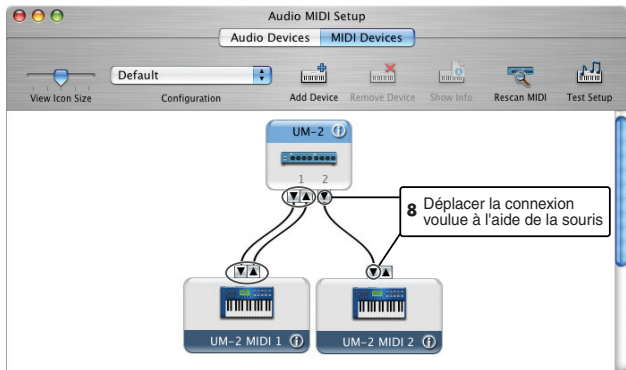 Audio MIDI Setup
Audio Devices MIDI Devices
Default
View Icon Size Configuration Add Device Remove Device Show Info Rescan MIDI Test Setup
UM-2
1 2
8 Déplacer la connexion
voulue à l'aide de la souris
UM-2 MIDI 1 UM-2 MIDI 2